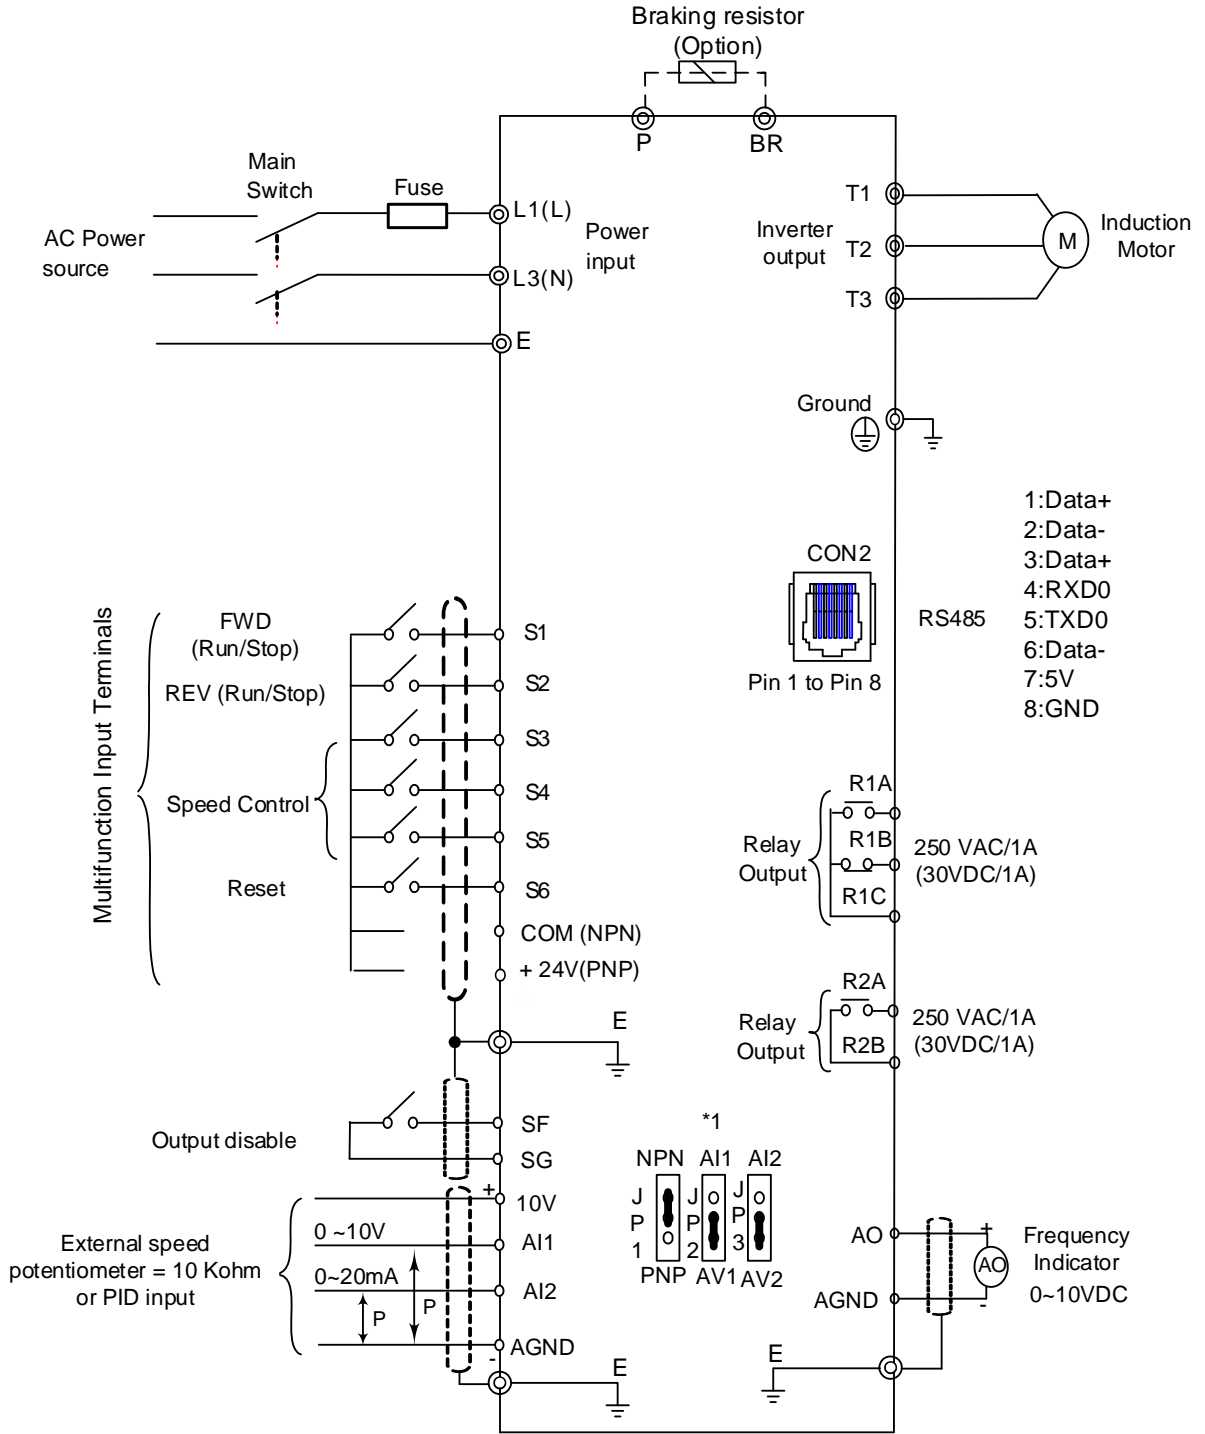 Braking resistor
(Option)
P
BR
Main
Switch
Fuse
AC Power
source
L1(L)
L3(N)
E
Power
input
T1
T2
T3
Inverter
output
M
Induction
Motor
Ground
CON2
Pin 1 to Pin 8
RS485
1:Data+
2:Data-
3:Data+
4:RXD0
5:TXD0
6:Data-
7:5V
8:GND
Multifunction Input Terminals
FWD
(Run/Stop)
REV (Run/Stop)
Speed Control
Reset
S1
S2
S3
S4
S5
S6
COM (NPN)
+ 24V(PNP)
E
Relay
Output
R1A
R1B
R1C
250 VAC/1A
(30VDC/1A)
Relay
Output
R2A
R2B
250 VAC/1A
(30VDC/1A)
Output disable
SF
SG
*1
NPN AI1 AI2
JP1
JP2
JP3
PNP AV1 AV2
External speed
potentiometer = 10 Kohm
or PID input
0 ~10V
0~20mA
P
P
+
10V
AI1
AI2
AGND
-
E
AO
AGND
+
AO
-
Frequency
Indicator
0~10VDC
E